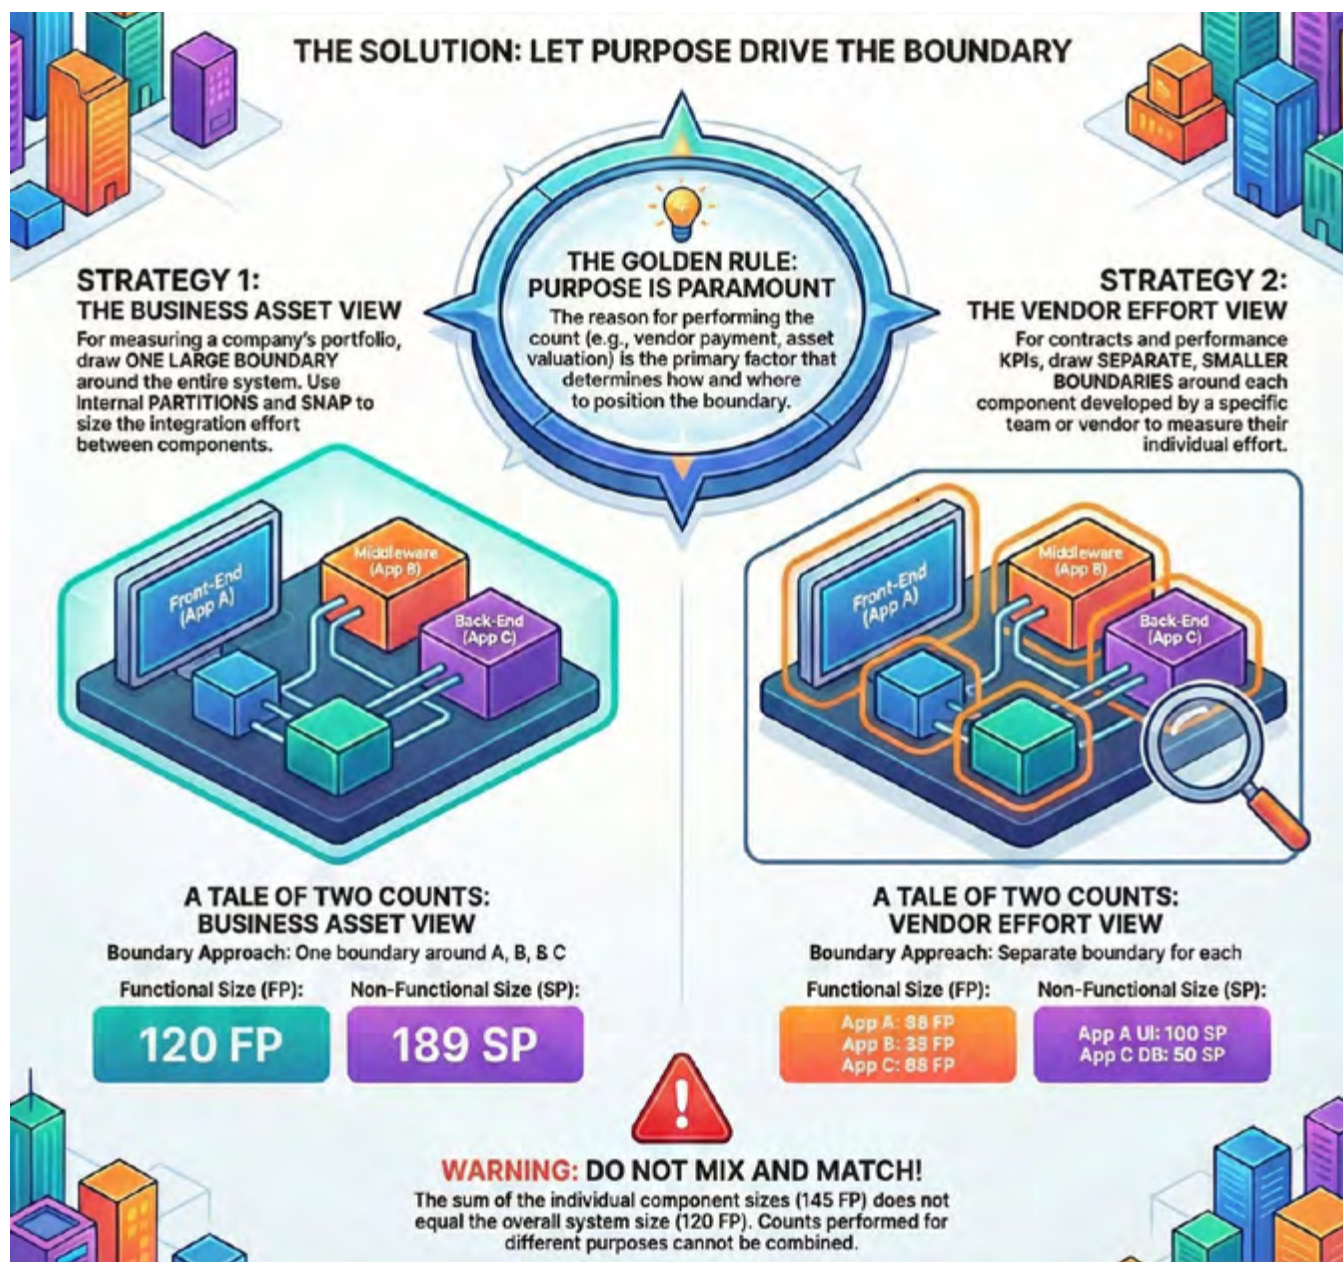 THE SOLUTION: LET PURPOSE DRIVE THE BOUNDARY
THE GOLDEN RULE:
PURPOSE IS PARAMOUNT
The reason for performing the
count (e.g., vendor payment, asset
valuation) is the primary factor that
determines how and where
to position the boundary.
STRATEGY 1:
THE BUSINESS ASSET VIEW
For measuring a company's portfolio,
draw ONE LARGE BOUNDARY
around the entire system. Use
Internal PARTITIONS and SNAP to
size the integration effort
between components.
STRATEGY 2:
THE VENDOR EFFORT VIEW
For contracts and performance
KPIs, draw SEPARATE, SMALLER
BOUNDARIES around each
component developed by a specific
team or vendor to measure their
individual effort.
Front-End
(App A)
Middleware
(App B)
Back-End
(App C)
Front-End
(App A)
Middleware
(App B)
Back-End
(App C)
A TALE OF TWO COUNTS:
BUSINESS ASSET VIEW
Boundary Approach: One boundary around A, B, & C
Functional Size (FP):
Non-Functional Size (SP):
120 FP
189 SP
A TALE OF TWO COUNTS:
VENDOR EFFORT VIEW
Boundary Approach: Separate boundary for each
Functional Size (FP):
Non-Functional Size (SP):
App A: FP
App B: FP
App C: FP
App A UI: 100 SP
App C DB: 50 SP
WARNING: DO NOT MIX AND MATCH!
The sum of the individual component sizes (145 FP) does not
equal the overall system size (120 FP). Counts performed for
different purposes cannot be combined.